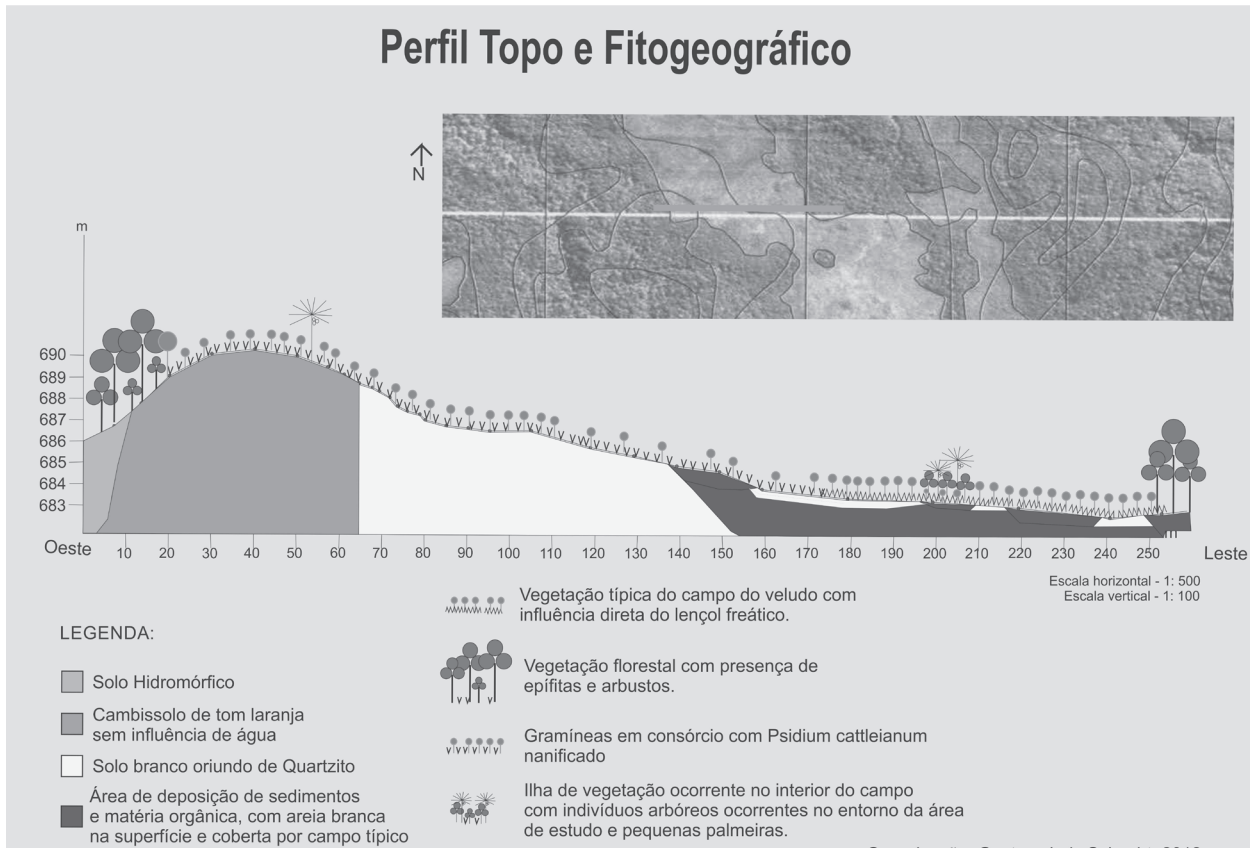 Perfil Topo e Fitogeográfico
N
m
690
689
688
687
686
685
684
683
Oeste
10 20 30 40 50 60 70 80 90 100 110 120 130 140 150 160 170 180 190 200 210 220 230 240 250
Leste
Escala horizontal - 1: 500
Escala vertical - 1: 100
LEGENDA:
Solo Hidromórfico
Cambissolo de tom laranja
sem influência de água
Solo branco oriundo de Quartzito
Área de deposição de sedimentos
e matéria orgânica, com areia branca
na superfície e coberta por campo típico
Vegetação típica do campo do veludo com
influência direta do lençol freático.
Vegetação florestal com presença de
epífitas e arbustos.
Gramíneas em consórcio com Psidium cattleianum
nanificado
Ilha de vegetação ocorrente no interior do campo
com indivíduos arbóreos ocorrentes no entorno da área
de estudo e pequenas palmeiras.